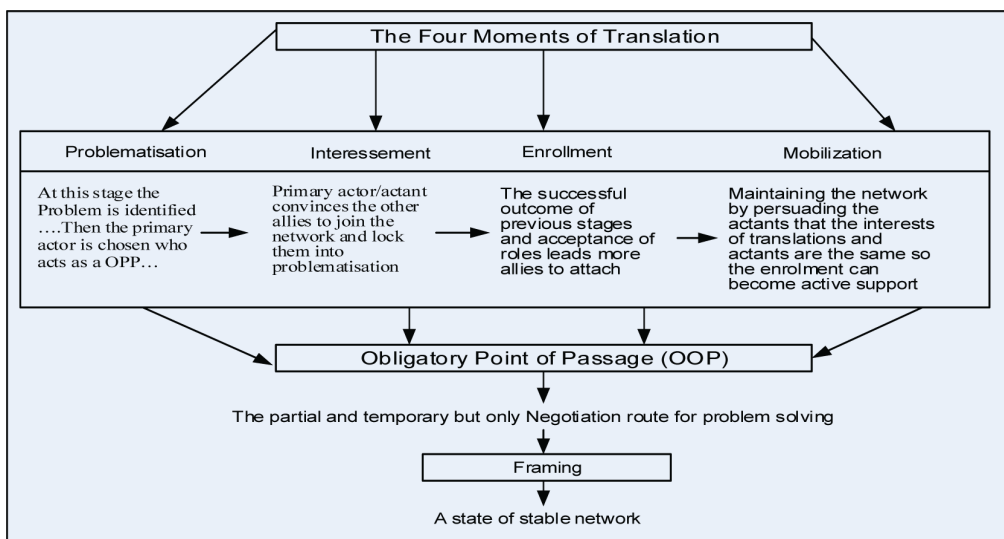 The Four Moments of Translation
Problematisation
At this stage the
Problem is identified
….Then the primary
actor is chosen who
acts as a OPP…
Interessement
Primary actor/actant
convinces the other
allies to join the
network and lock
them into
problematisation
Enrollment
The successful
outcome of
previous stages
and acceptance of
roles leads more
allies to attach
Mobilization
Maintaining the network
by persuading the
actants that the interests
of translations and
actants are the same so
the enrolment can
become active support
Obligatory Point of Passage (OOP)
The partial and temporary but only Negotiation route for problem solving
Framing
A state of stable network